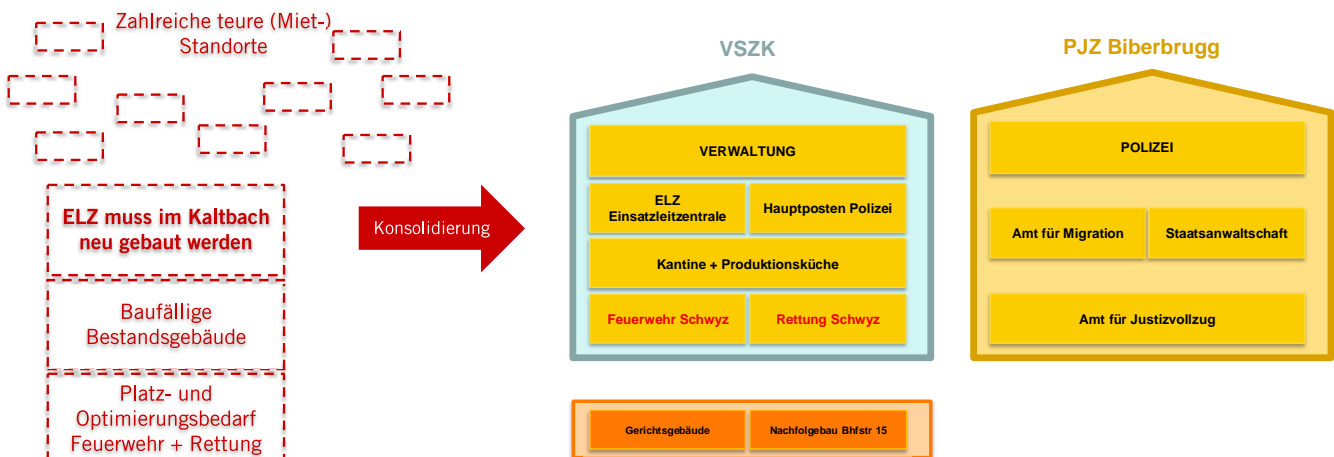 Zahlreiche teure (Miet-)
Standorte
ELZ muss im Kaltbach
neu gebaut werden
Baufällige
Bestandsgebäude
Platz- und
Optimierungsbedarf
Feuerwehr + Rettung
Konsolidierung
VSZK
VERWALTUNG
ELZ
Einsatzleitzentrale
Hauptposten Polizei
Kantine + Produktionsküche
Feuerwehr Schwyz
Rettung Schwyz
Gerichtsgebäude
Nachfolgebau Bhfstr 15
PJZ Biberbrugg
POLIZEI
Amt für Migration
Staatsanwaltschaft
Amt für Justizvollzug